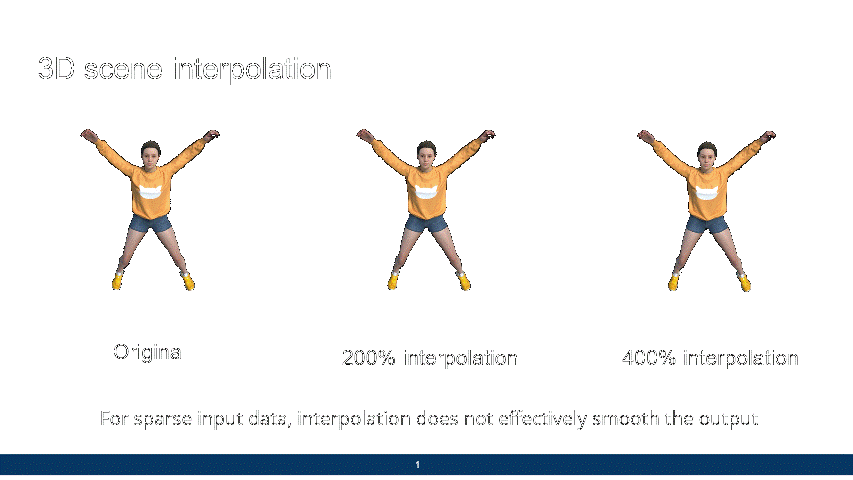 3D scene interpolation
Origina
200% interpolation
400% interpolation
For sparse input data, interpolation does not effectively smooth the output
1